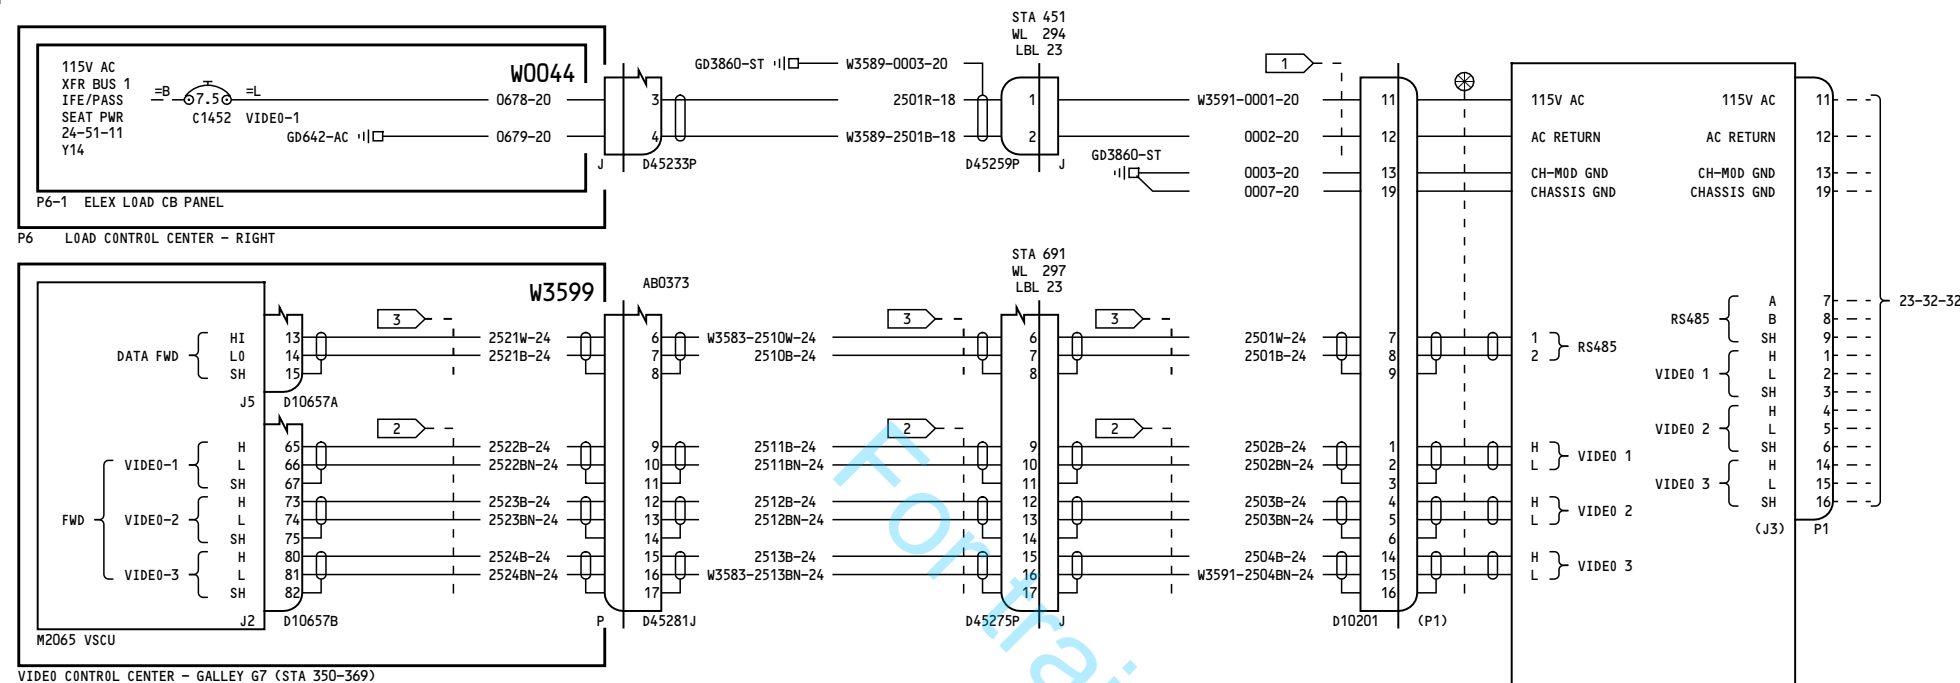 115V AC
XFR BUS 1
IFE/PASS
SEAT PWR
24-51-11
Y14
=B
7.5
=L
C1452 VIDEO-1
GD642-AC
W0044
0678-20
0679-20
P6-1 ELEX LOAD CB PANEL
P6 LOAD CONTROL CENTER - RIGHT
3
4
J
D45233P
GD3860-ST
W3589-0003-20
2501R-18
W3589-2501B-18
STA 451
WL 294
LBL 23
1
2
D45259P
J
GD3860-ST
W3591-0001-20
0002-20
0003-20
0007-20
1
11
12
13
19
115V AC
AC RETURN
CH-MOD GND
CHASSIS GND
115V AC
AC RETURN
CH-MOD GND
CHASSIS GND
11
12
13
19
W3599
AB0373
DATA FWD
HI
LO
SH
13
14
15
J5
D10657A
3
2521W-24
2521B-24
6
7
8
W3583-2510W-24
2510B-24
3
STA 691
WL 297
LBL 23
6
7
8
3
2501W-24
2501B-24
7
8
9
1
2
RS485
FWD
VIDEO-1
H
L
SH
VIDEO-2
H
L
SH
VIDEO-3
H
L
SH
65
66
67
73
74
75
80
81
82
J2
D10657B
M2065 VSCU
VIDEO CONTROL CENTER - GALLEY G7 (STA 350-369)
2
2522B-24
2522BN-24
2523B-24
2523BN-24
2524B-24
2524BN-24
9
10
11
12
13
14
15
16
17
P
D45281J
2511B-24
2511BN-24
2512B-24
2512BN-24
2513B-24
W3583-2513BN-24
2
9
10
11
12
13
14
15
16
17
D45275P
J
2
2502B-24
2502BN-24
2503B-24
2503BN-24
2504B-24
W3591-2504BN-24
1
2
3
4
5
6
14
15
16
D10201
(P1)
H
L
VIDEO 1
H
L
VIDEO 2
H
L
VIDEO 3
RS485
A
B
SH
VIDEO 1
H
L
SH
VIDEO 2
H
L
SH
VIDEO 3
H
L
SH
7
8
9
1
2
3
4
5
6
14
15
16
(J3)
P1
23-32-32
For trai